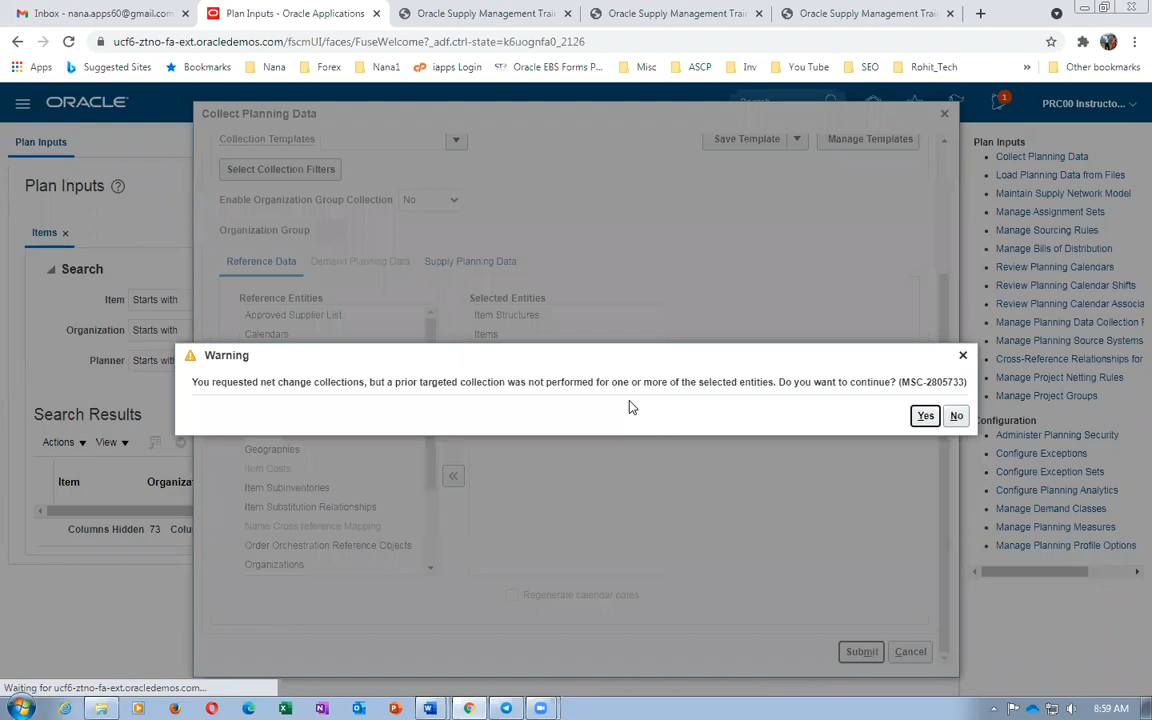 Inbox - nana.apps60@gmail.com
Plan Inputs - Oracle Applications
Oracle Supply Management Trai
Oracle Supply Management Trai
Oracle Supply Management Trai
ucf6-ztno-fa-ext.oracledemos.com/fscmUI/faces/FuseWelcome?_adf.ctrl-state=k6uognfa0_2126
Apps
Suggested Sites
Bookmarks
Nana
Forex
Nana1
iapps Login
Oracle EBS Forms P...
Misc
ASCP
Inv
You Tube
SEO
Rohit_Tech
»
Other bookmarks
ORACLE
1
PRC00 Instructo...
Plan Inputs
Plan Inputs ?
Items
Search
Item Starts with
Organization Starts with
Planner Starts with
Search Results
Actions View
Item Organiza
Columns Hidden 73 Colu
Collect Planning Data
Collection Templates
Save Template
Manage Templates
Select Collection Filters
Enable Organization Group Collection No
Organization Group
Reference Data
Demand Planning Data
Supply Planning Data
Reference Entities
Selected Entities
Approved Supplier List
Item Structures
Calendars
Items
Warning
You requested net change collections, but a prior targeted collection was not performed for one or more of the selected entities. Do you want to continue? (MSC-2805733)
Yes No
Geographies
Item Costs
Item Subinventories
Item Substitution Relationships
Name Cross reference Mapping
Order Orchestration Reference Objects
Organizations
Regenerate calendar dates
Submit Cancel
Plan Inputs
Collect Planning Data
Load Planning Data from Files
Maintain Supply Network Model
Manage Assignment Sets
Manage Sourcing Rules
Manage Bills of Distribution
Review Planning Calendars
Review Planning Calendar Shifts
Review Planning Calendar Associa
Manage Planning Data Collection F
Manage Planning Source Systems
Cross-Reference Relationships for
Manage Project Netting Rules
Manage Project Groups
Configuration
Administer Planning Security
Configure Exceptions
Configure Exception Sets
Configure Planning Analytics
Manage Demand Classes
Manage Planning Measures
Manage Planning Profile Options
Waiting for ucf6-ztno-fa-ext.oracledemos.com...
8:59 AM